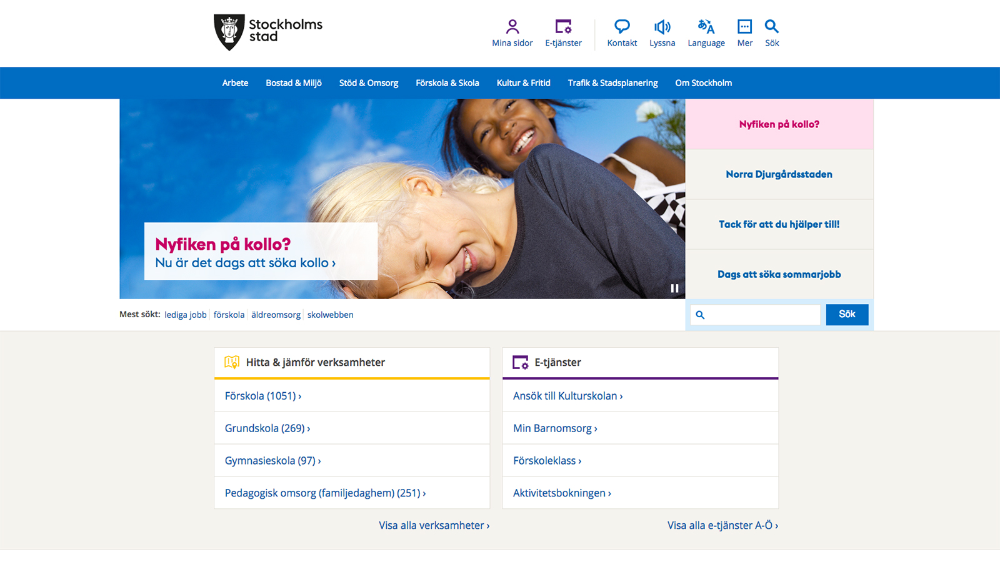 Stockholms
stad
Mina sidor
E-tjänster
Kontakt
Lyssna
Language
Mer
Sök
Arbete
Bostad & Miljö
Stöd & Omsorg
Förskola & Skola
Kultur & Fritid
Trafik & Stadsplanering
Om Stockholm
Nyfiken på kollo?
Nu är det dags att söka kollo ›
Nyfiken på kollo?
Norra Djurgårdsstaden
Tack för att du hjälper till!
Dags att söka sommarjobb
Mest sökt: lediga jobb förskola äldreomsorg skolwebben
Sök
Hitta & jämför verksamheter
Förskola (1051) ›
Grundskola (269) ›
Gymnasieskola (97) ›
Pedagogisk omsorg (familjedaghem) (251) ›
Visa alla verksamheter ›
E-tjänster
Ansök till Kulturskolan ›
Min Barnomsorg ›
Förskoleklass ›
Aktivitetsbokningen ›
Visa alla e-tjänster A-Ö ›